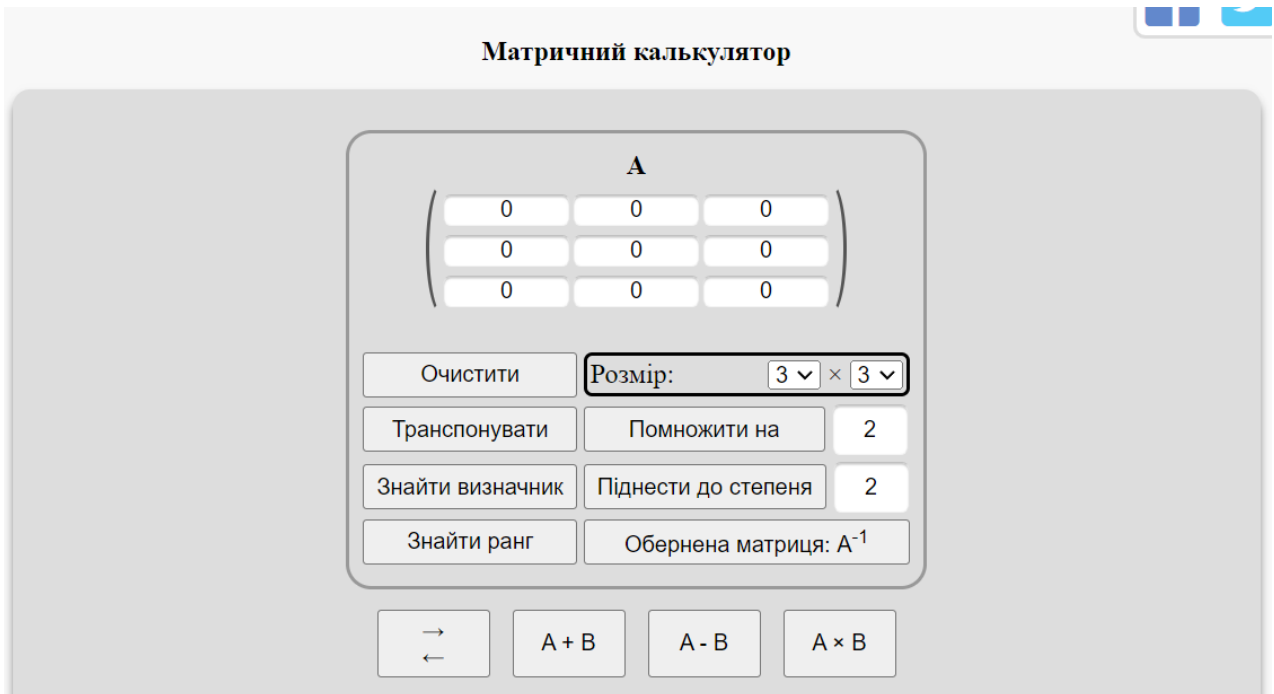 Матричний калькулятор
A
0 0 0
0 0 0
0 0 0
Очистити Розмір: 3 × 3
Транспонувати Помножити на 2
Знайти визначник Піднести до степеня 2
Знайти ранг Обернена матриця: A⁻¹
→ ← A + B A - B A × B